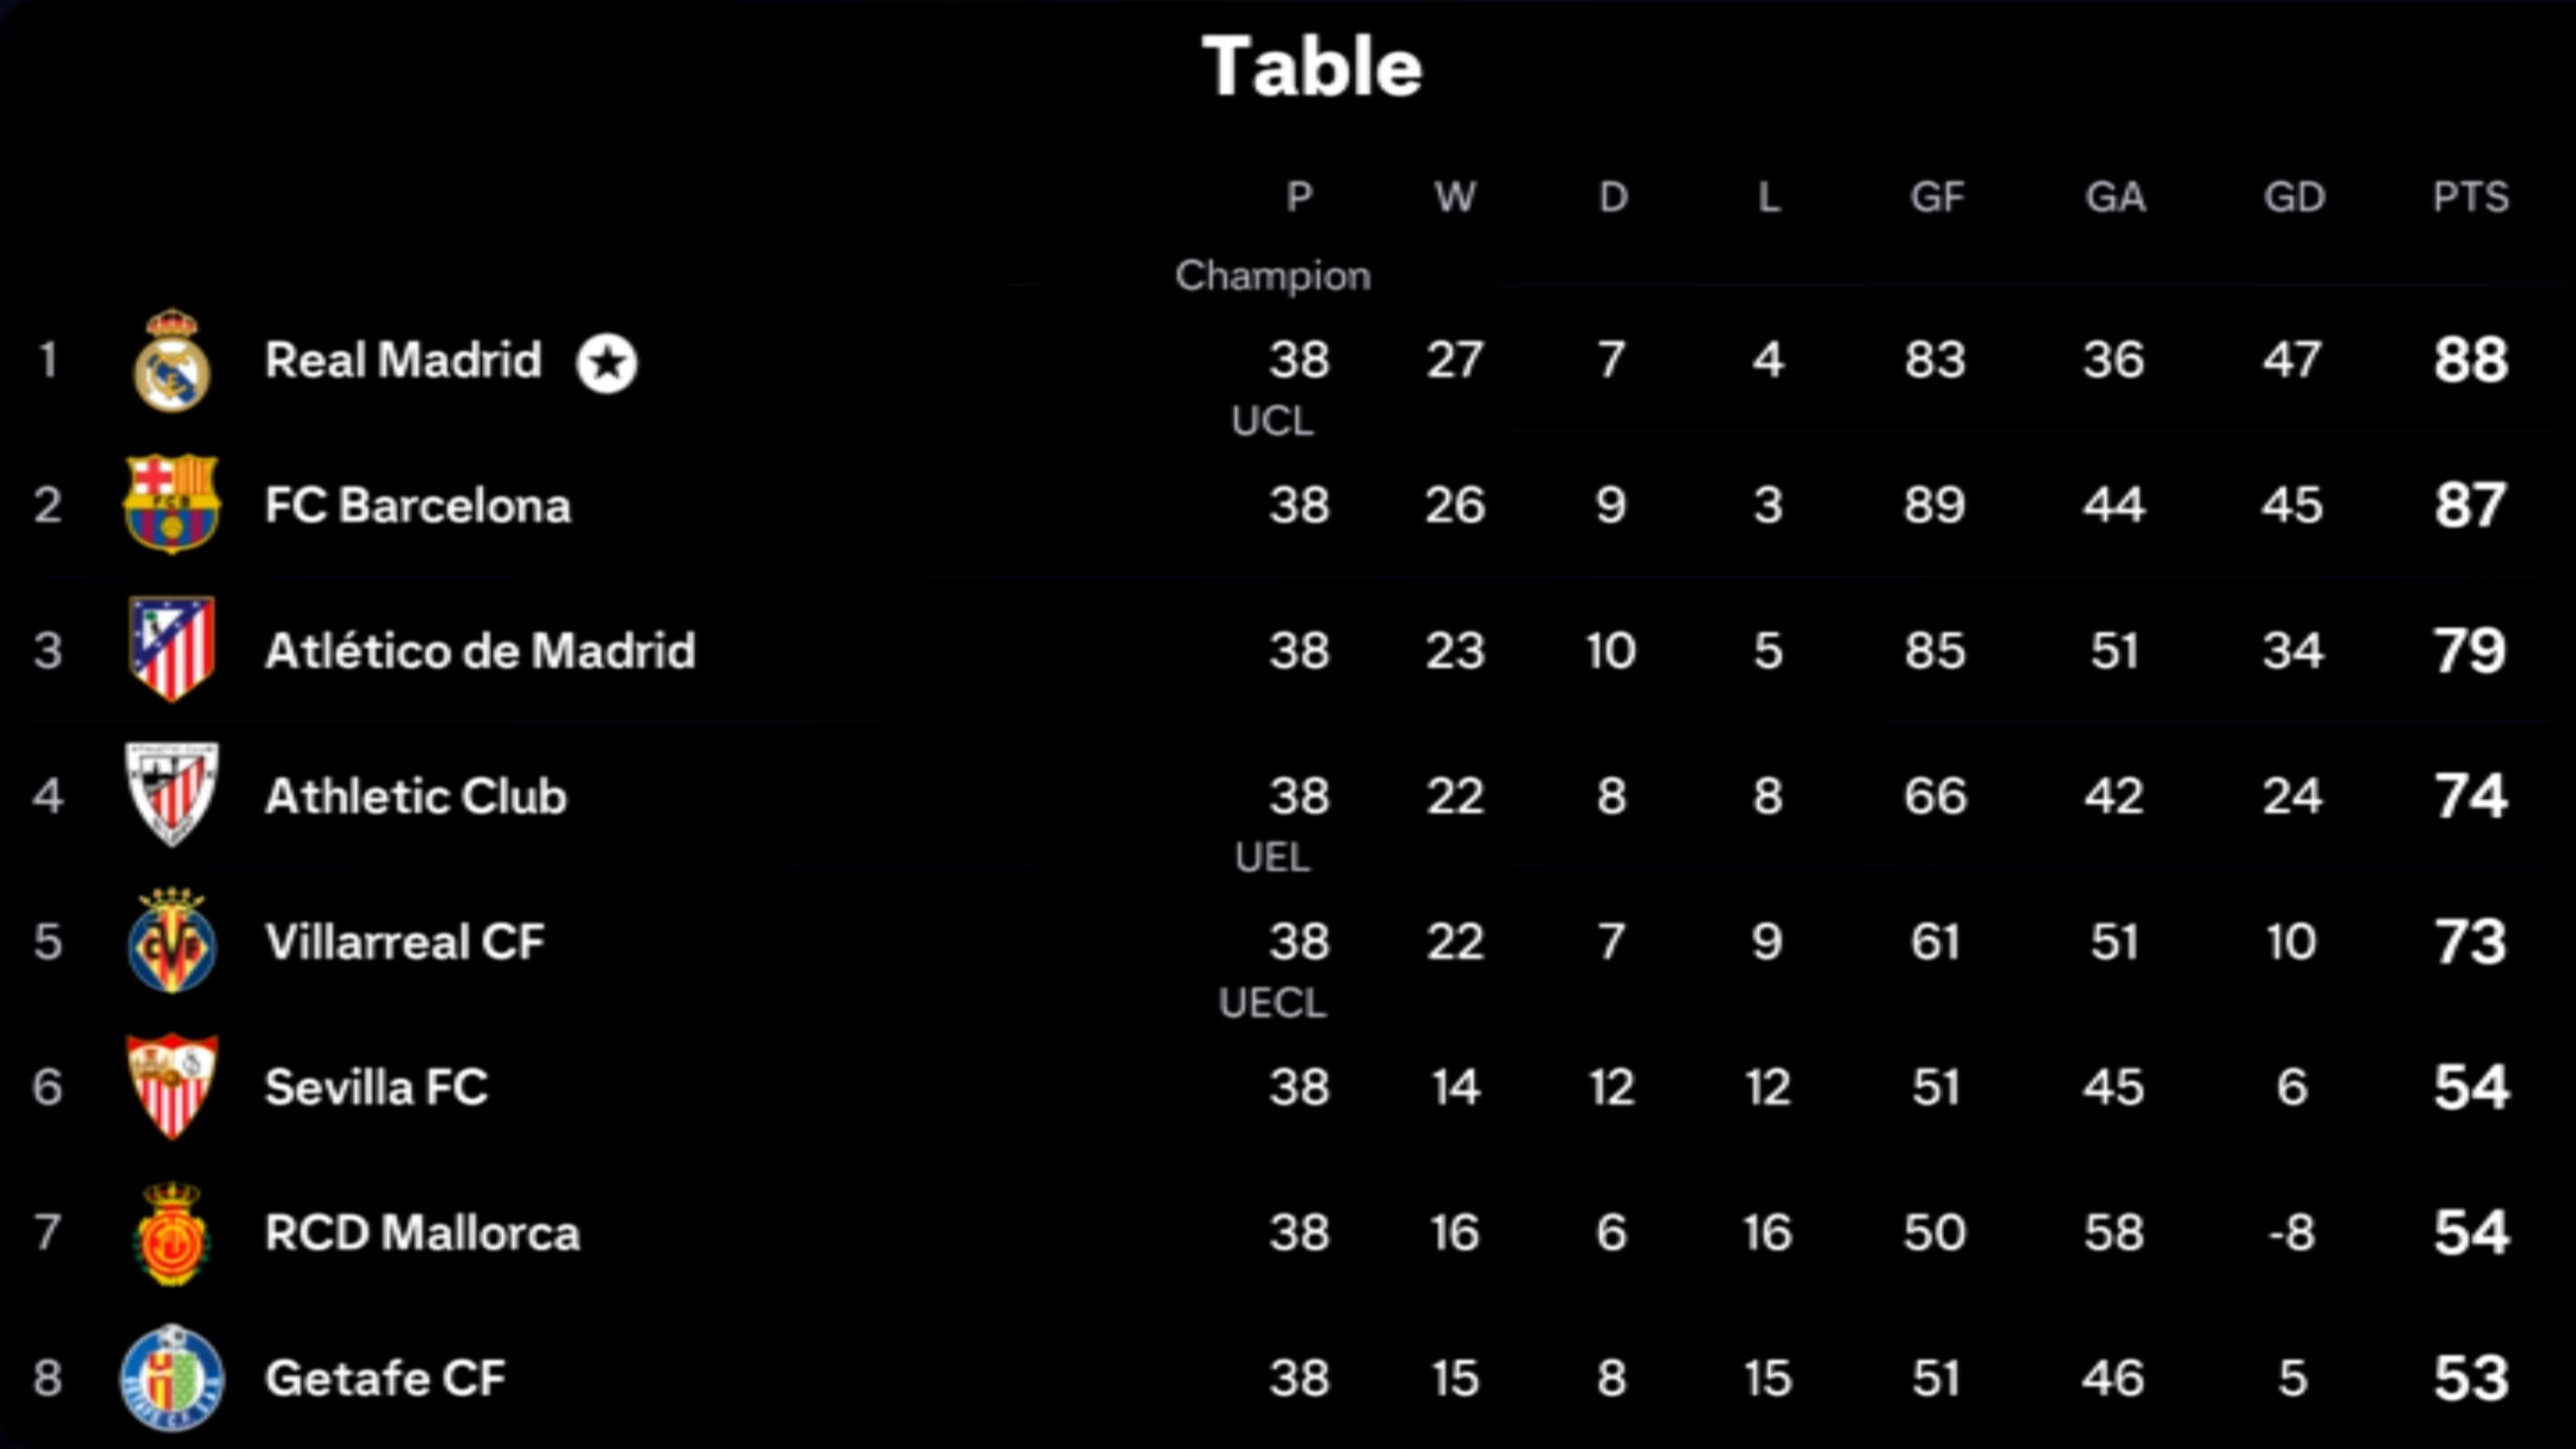 Table
P W D L GF GA GD PTS
Champion
1 Real Madrid 38 27 7 4 83 36 47 88
UCL
2 FC Barcelona 38 26 9 3 89 44 45 87
3 Atlético de Madrid 38 23 10 5 85 51 34 79
4 Athletic Club 38 22 8 8 66 42 24 74
UEL
5 Villarreal CF 38 22 7 9 61 51 10 73
UECL
6 Sevilla FC 38 14 12 12 51 45 6 54
7 RCD Mallorca 38 16 6 16 50 58 -8 54
8 Getafe CF 38 15 8 15 51 46 5 53